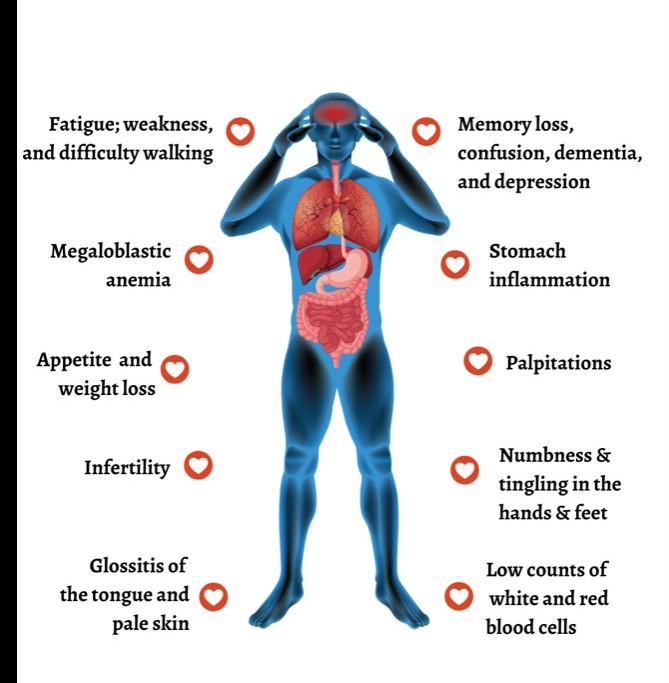 Fatigue; weakness,
and difficulty walking
Memory loss,
confusion, dementia,
and depression
Megaloblastic
anemia
Stomach
inflammation
Appetite and
weight loss
Palpitations
Infertility
Numbness &
tingling in the
hands & feet
Glossitis of
the tongue and
pale skin
Low counts of
white and red
blood cells